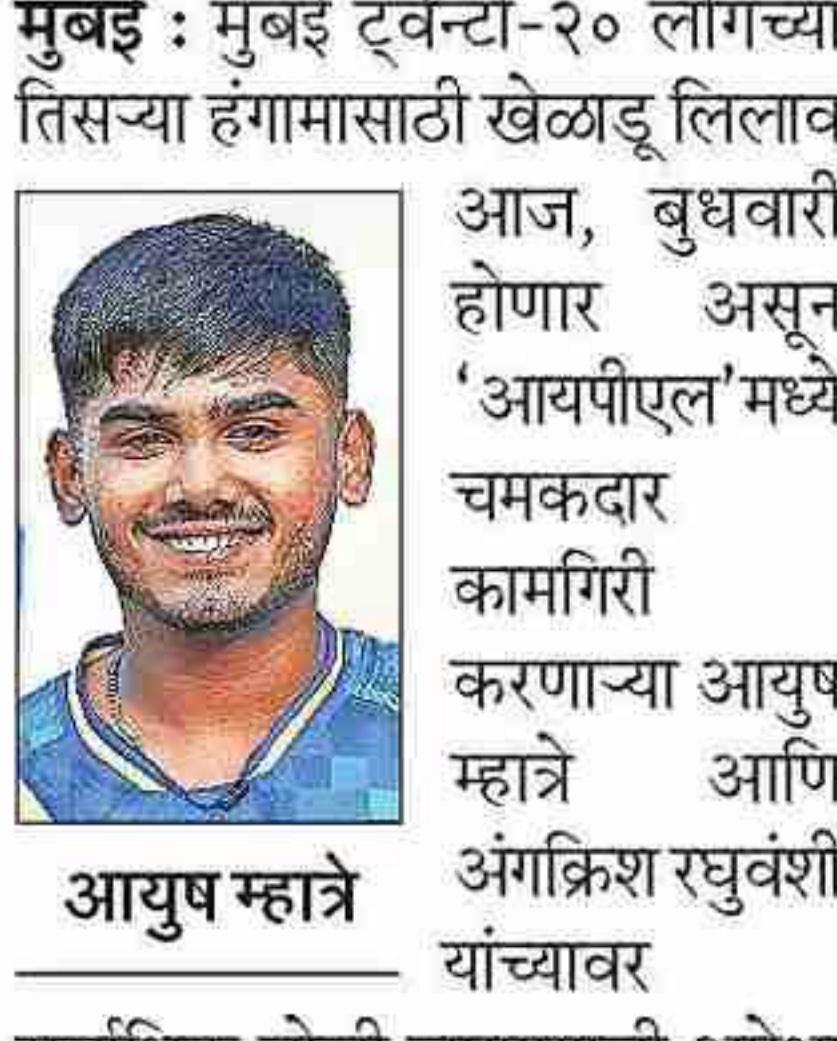 मुंबई : मुंबई ट्वेन्टी-२० लीगच्या
तिसऱ्या हंगामासाठी खेळाडू लिलाव
आज, बुधवारी
होणार असून
‘आयपीएल’मध्ये
चमकदार
कामगिरी
करणाऱ्या आयुष
म्हात्रे आणि
अंगक्रिश रघुवंशी
यांच्यावर
आयुष म्हात्रे